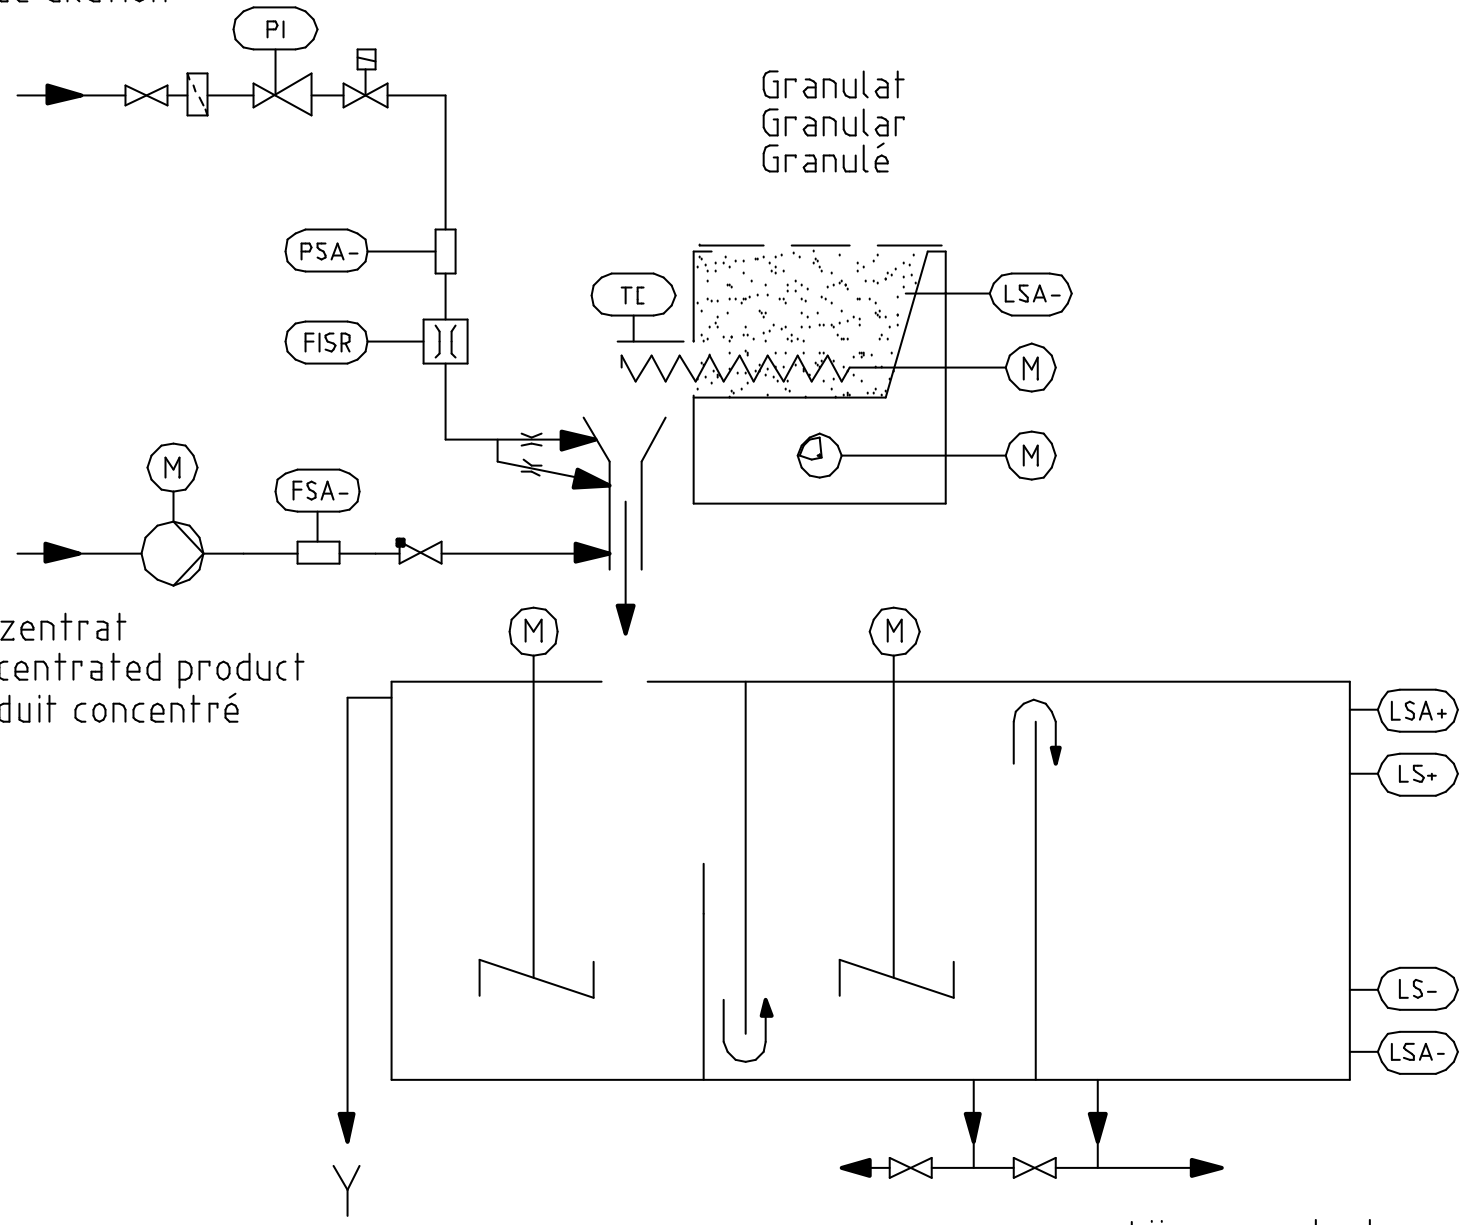 PI
Granulat
Granular
Granulé
PSA-
TC
LSA-
FISR
M
M
M
FSA-
zentrat
centrated product
duit concentré
M
M
LSA+
LS+
LS-
LSA-